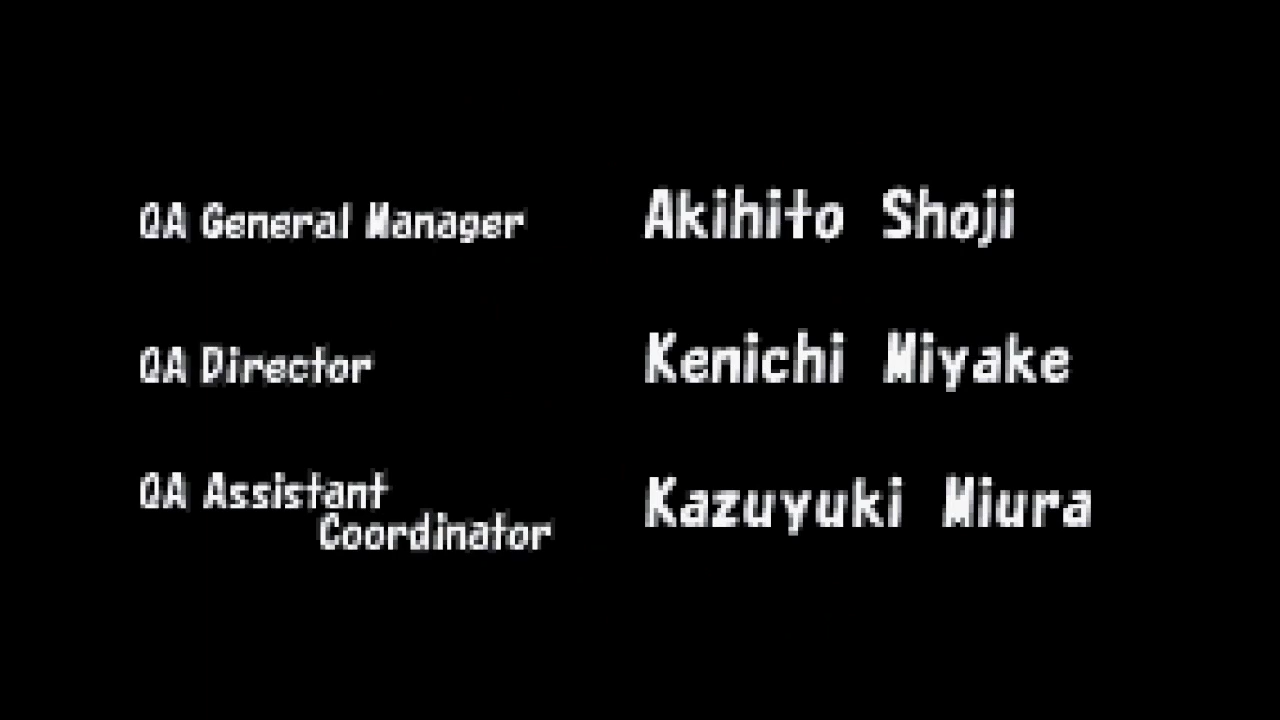 QA General Manager Akihito Shoji
QA Director Kenichi Miyake
QA Assistant
Coordinator Kazuyuki Miura